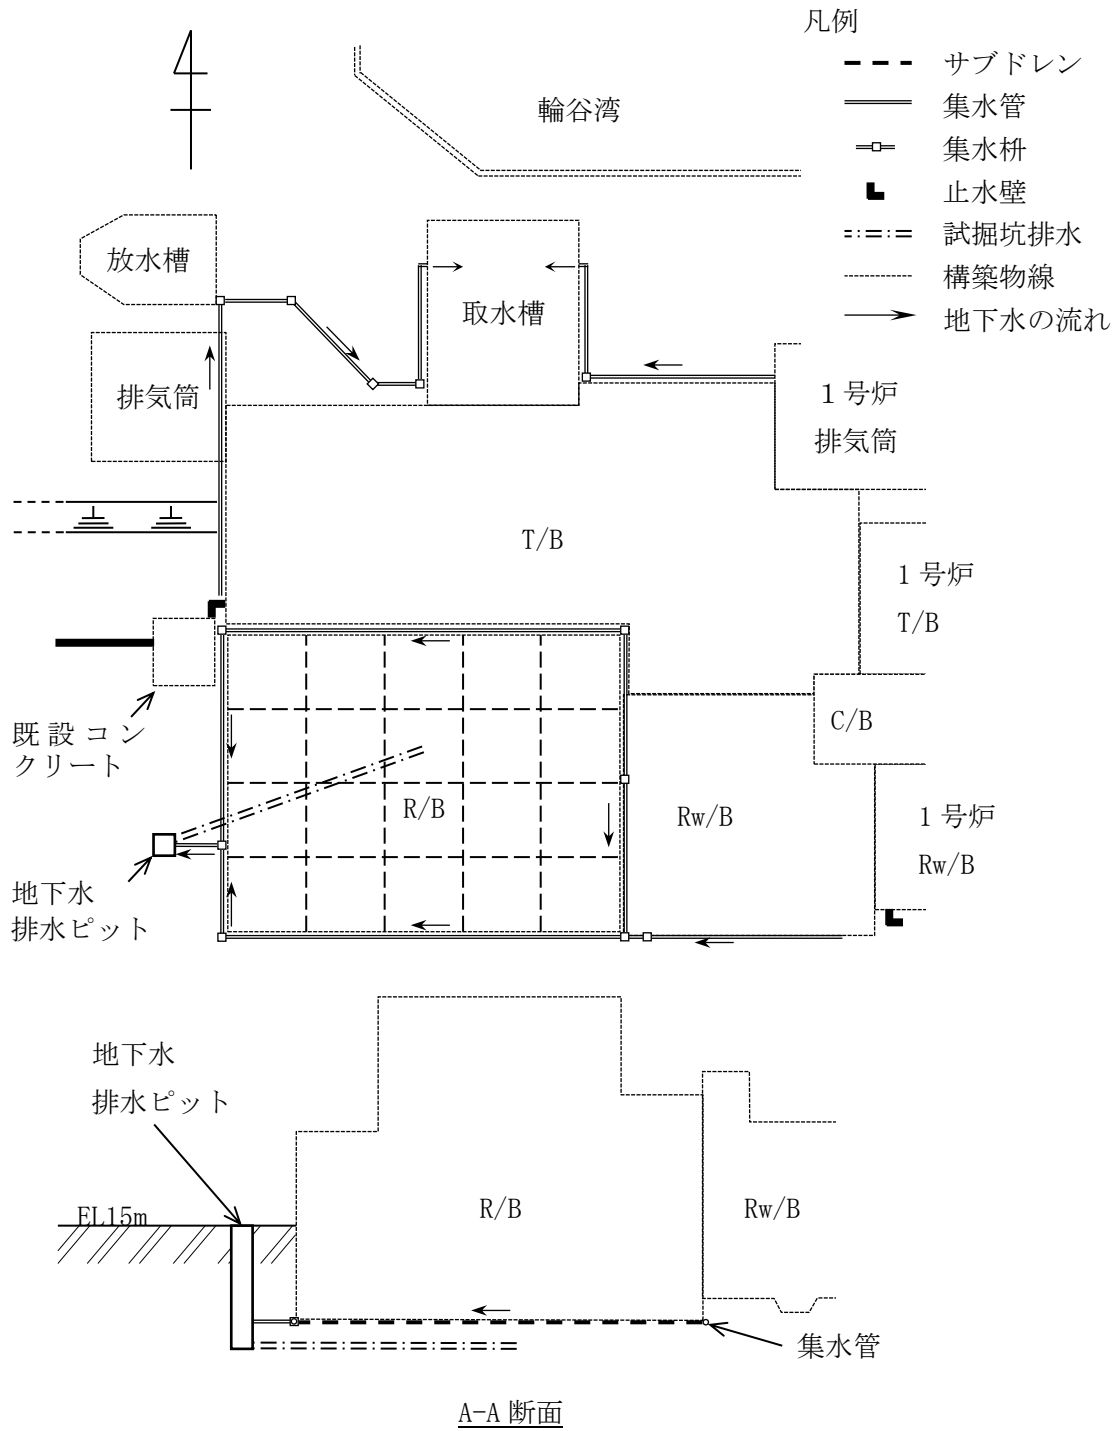 凡例
サブドレン
集水管
集水枡
止水壁
試掘坑排水
構築物線
地下水の流れ
輪谷湾
放水槽
取水槽
排気筒
1号炉
排気筒
T/B
1号炉
T/B
既設コン
クリート
C/B
R/B
Rw/B
1号炉
Rw/B
地下水
排水ピット
地下水
排水ピット
EL15m
R/B
Rw/B
集水管
A-A 断面